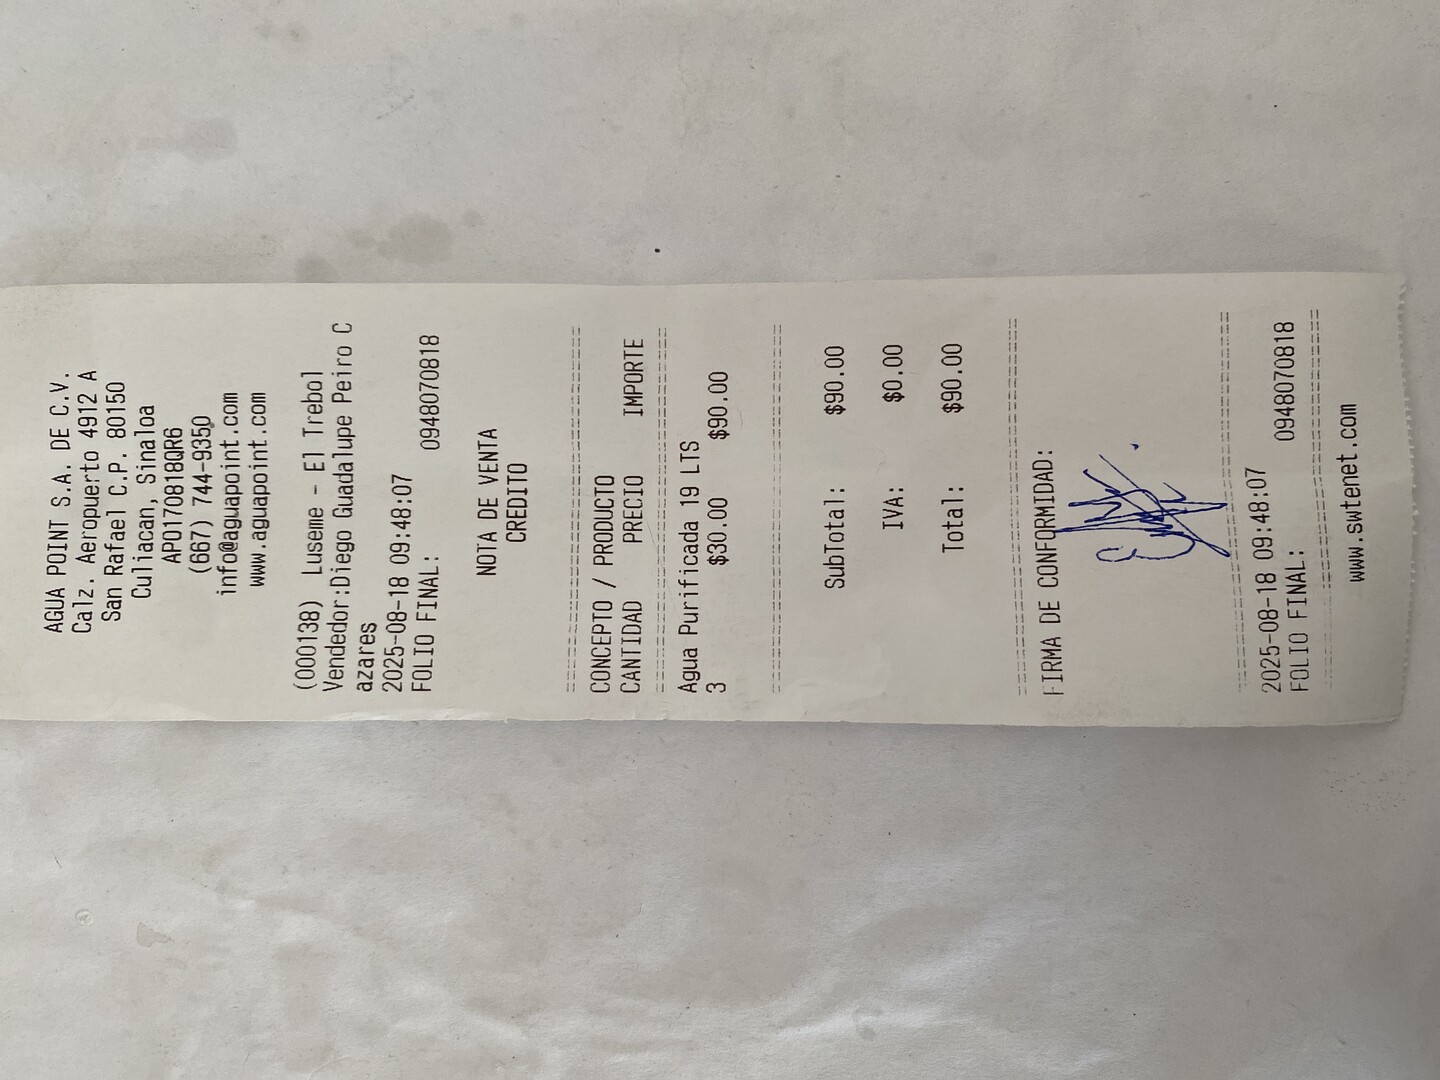 AGUA POINT S.A. DE C.V.
Calz. Aeropuerto 4912 A
San Rafael C.P. 80150
Culiacan, Sinaloa
APO170818QR6
(667) 744-9350
info@aguapoint.com
www.aguapoint.com
(000138) Luseme - El Trebol
Vendedor:Diego Guadalupe Peiro C
azares
2025-08-18 09:48:07
FOLIO FINAL: 0948070818
NOTA DE VENTA
CREDITO
CONCEPTO / PRODUCTO
CANTIDAD PRECIO IMPORTE
Agua Purificada 19 LTS
3 $30.00 $90.00
SubTotal: $90.00
IVA: $0.00
Total: $90.00
FIRMA DE CONFORMIDAD:
2025-08-18 09:48:07
FOLIO FINAL: 0948070818
www.swtenet.com